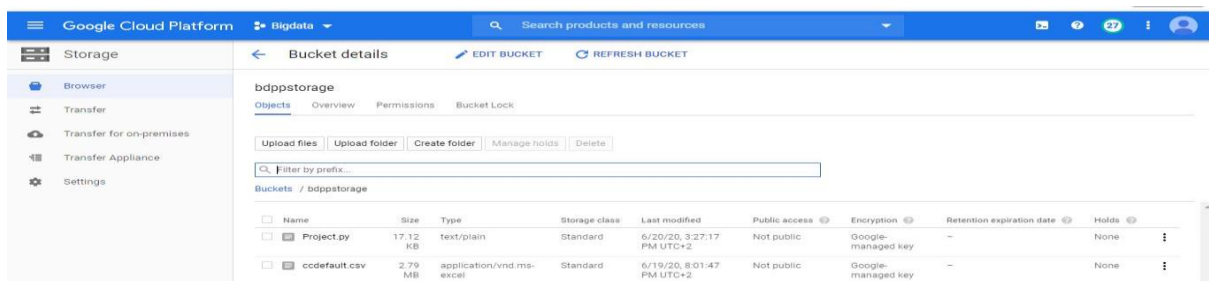 Google Cloud Platform Bigdata Search products and resources 27
Storage Bucket details EDIT BUCKET REFRESH BUCKET
Browser
Transfer
Transfer for on-premises
Transfer Appliance
Settings
bdppstorage
Objects Overview Permissions Bucket Lock
Upload files Upload folder Create folder Manage holds Delete
Filter by prefix...
Buckets / bdppstorage
Name Size Type Storage class Last modified Public access Encryption Retention expiration date Holds
Project.py 17.12 text/plain Standard 6/20/20, 3:27:17 Not public Google- – None
KB PM UTC+2 managed key
ccdefault.csv 2.79 application/vnd.ms- Standard 6/19/20, 8:01:47 Not public Google- – None
MB excel PM UTC+2 managed key